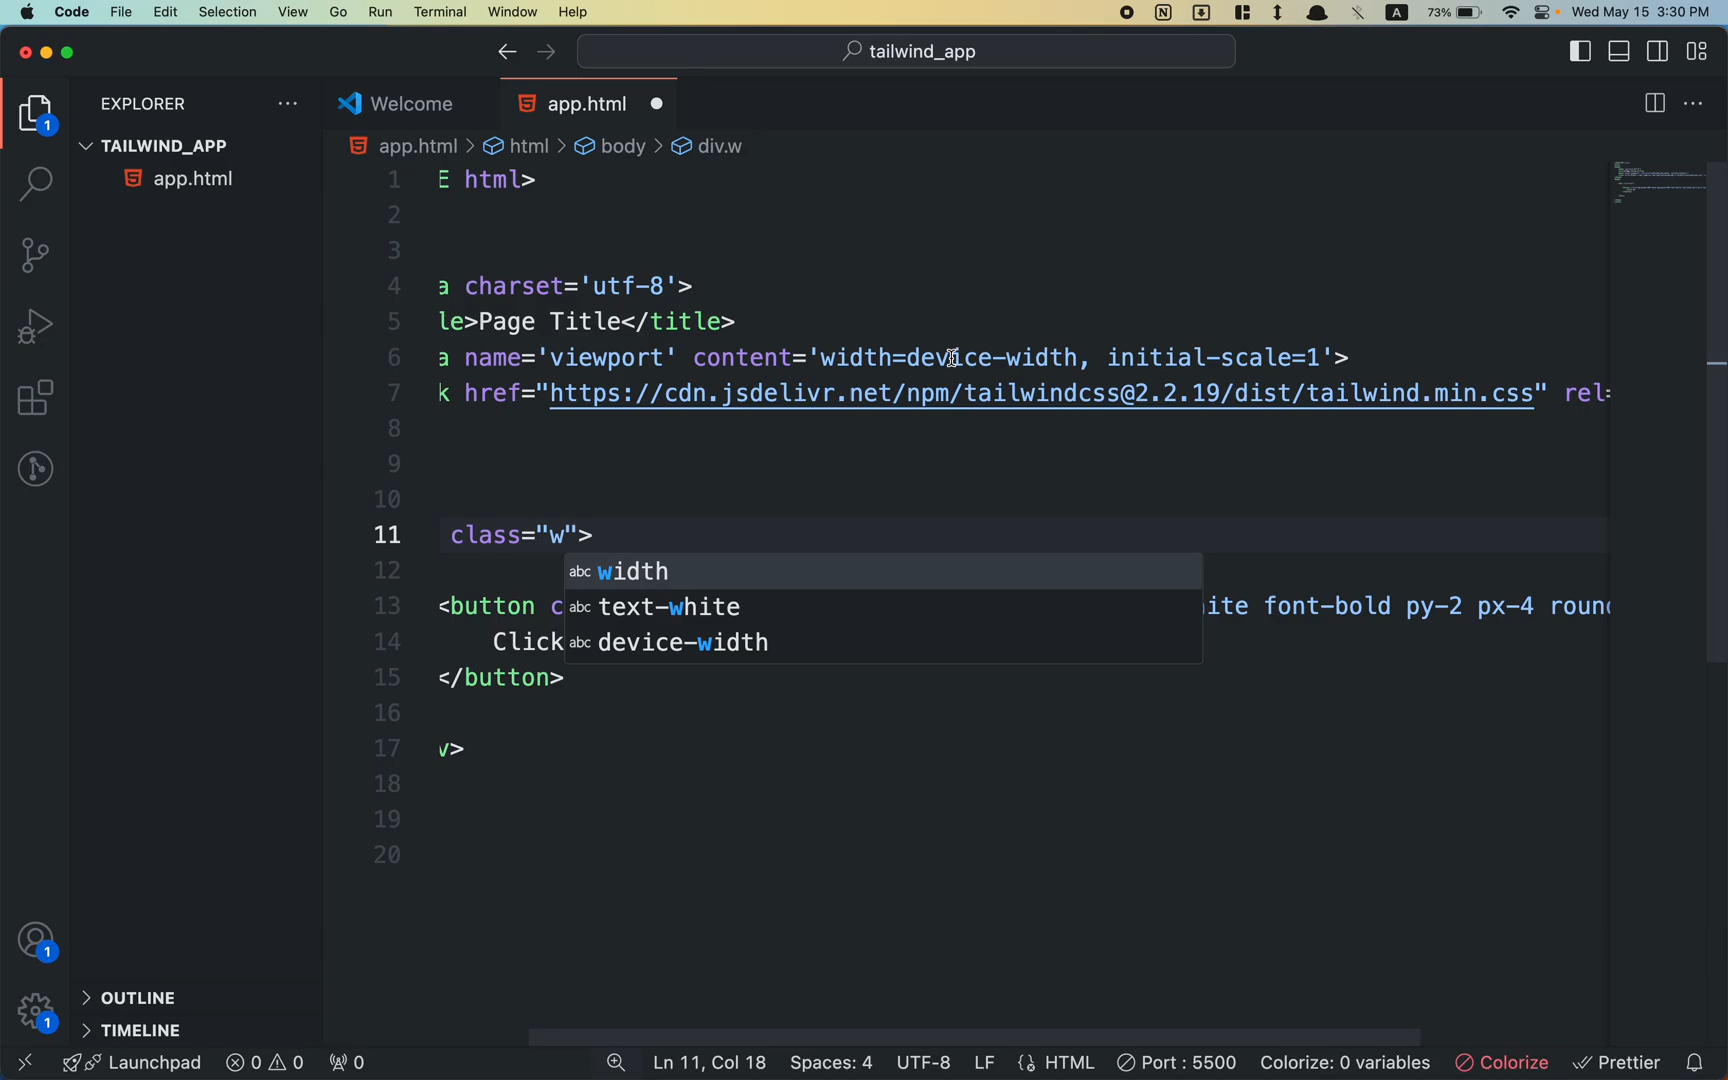 Code File Edit Selection View Go Run Terminal Window Help N A 73% Wed May 15 3:30 PM
tailwind_app
EXPLORER
Welcome
app.html
1
TAILWIND_APP
app.html > html > body > div.w
app.html
1 E html>
2
3
4 a charset='utf-8'>
5 le>Page Title</title>
6 a name='viewport' content='width=device-width, initial-scale=1'>
7 k href="https://cdn.jsdelivr.net/npm/tailwindcss@2.2.19/dist/tailwind.min.css" rel=
8
9
10
11 class="w">
12
abc width
13 <button c
abc text-white
ite font-bold py-2 px-4 roun
14 Click
abc device-width
15 </button>
16
17 v>
18
19
20
1
OUTLINE
1
TIMELINE
Launchpad 0 0 0 Ln 11, Col 18 Spaces: 4 UTF-8 LF HTML Port : 5500 Colorize: 0 variables Colorize Prettier